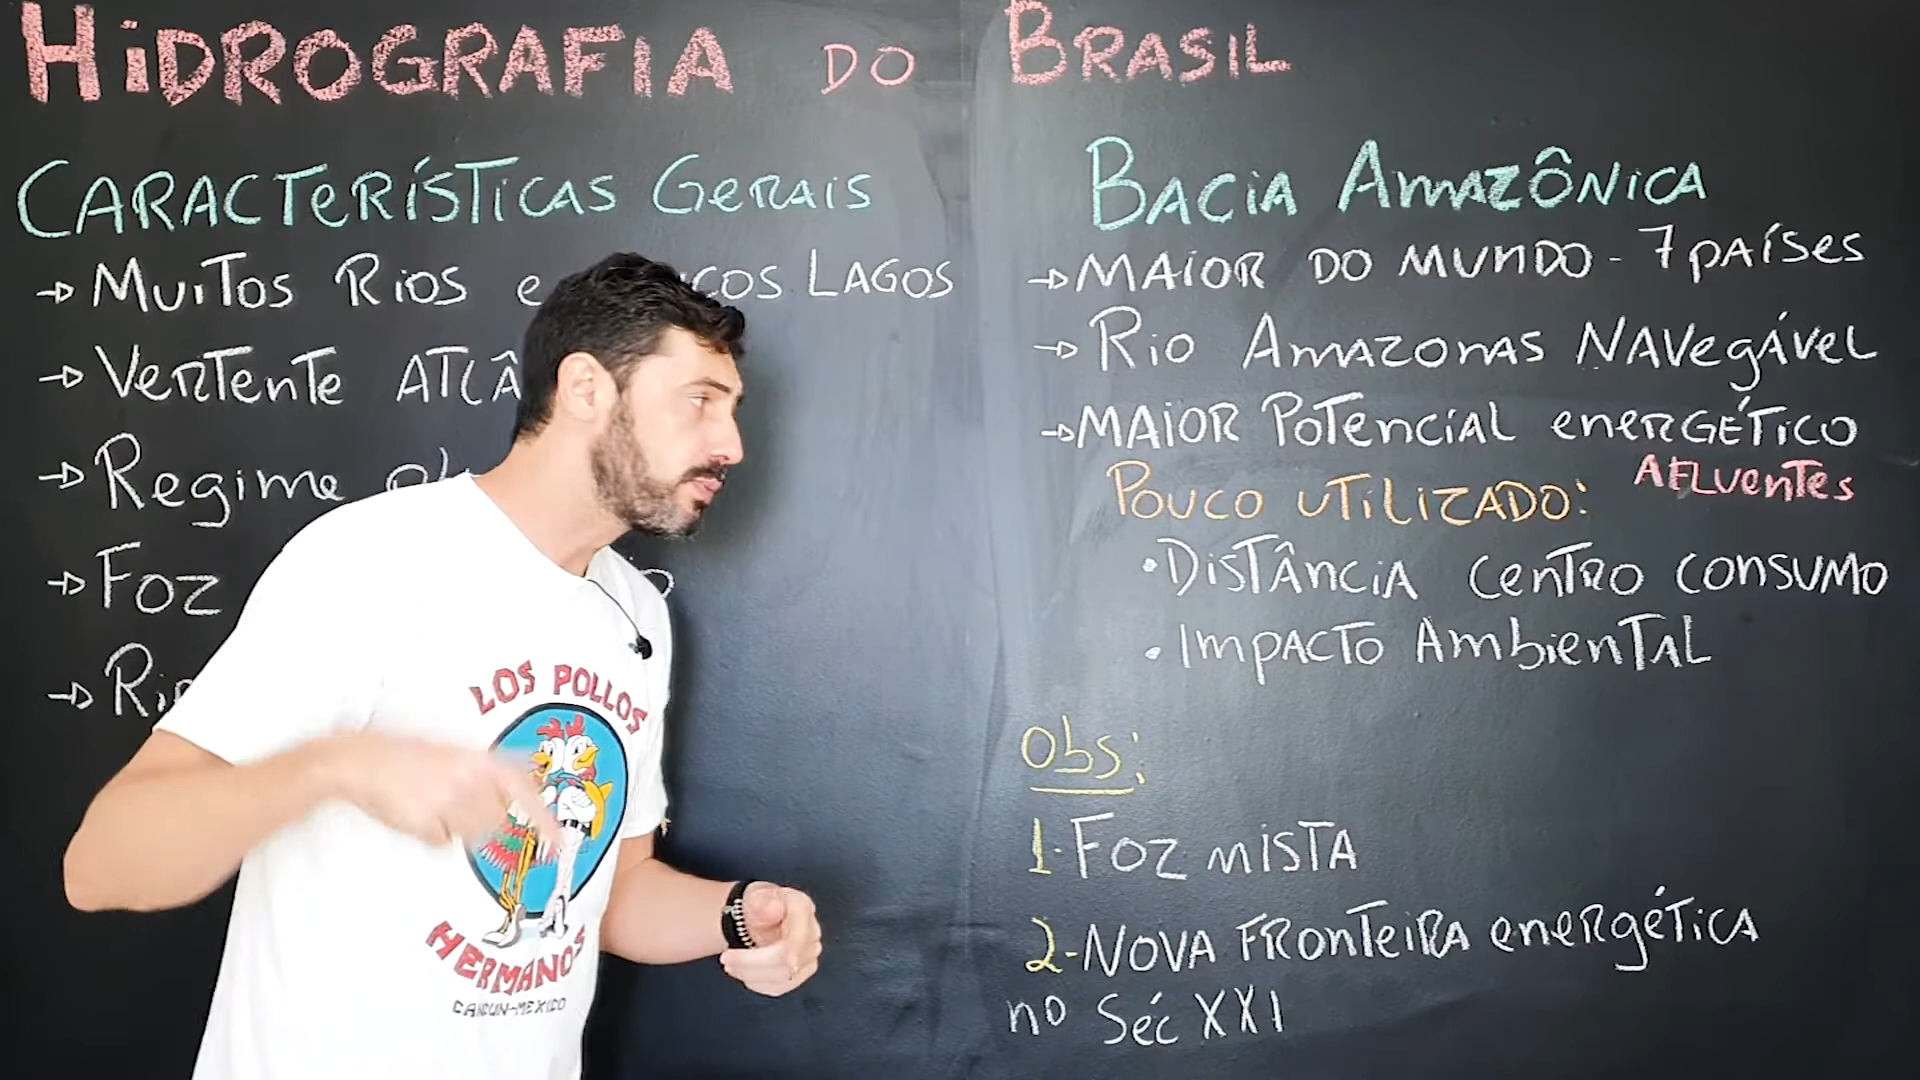 HIDROGRAFIA DO BRASIL
CARACTERÍSTICAS GERAIS
→ MUITOS RIOS e COS LAGOS
→ VERTENTE ATLÂ
→ Regime
→ FOZ
→
BACIA AMAZÔNICA
→ MAIOR DO MUNDO - 7 PAÍSES
→ RIO AMAZONAS NAVegÁVEL
→ MAIOR POTENCIAL eneRGÉTICO
AFLUENTES
POUCO UTILIZADO:
• DISTÂNCIA CENTRO CONSUMO
• IMPACTO AMBIENTAL
Obs:
1-FOZ MISTA
2-NOVA FRONTEIRA energÉTICA
no Séc XXI
LOS POLLOS
HERMANOS
CANCUN-MEXICO